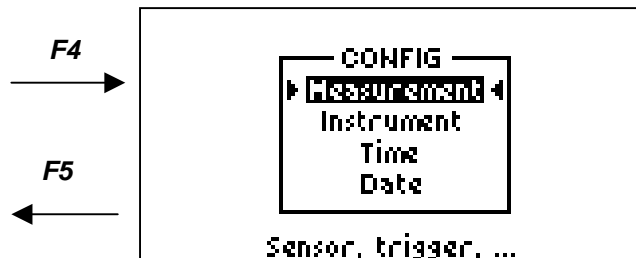 F4
CONFIG
Measurement
Instrument
Time
F5
Date
Sensor, trigger, ...